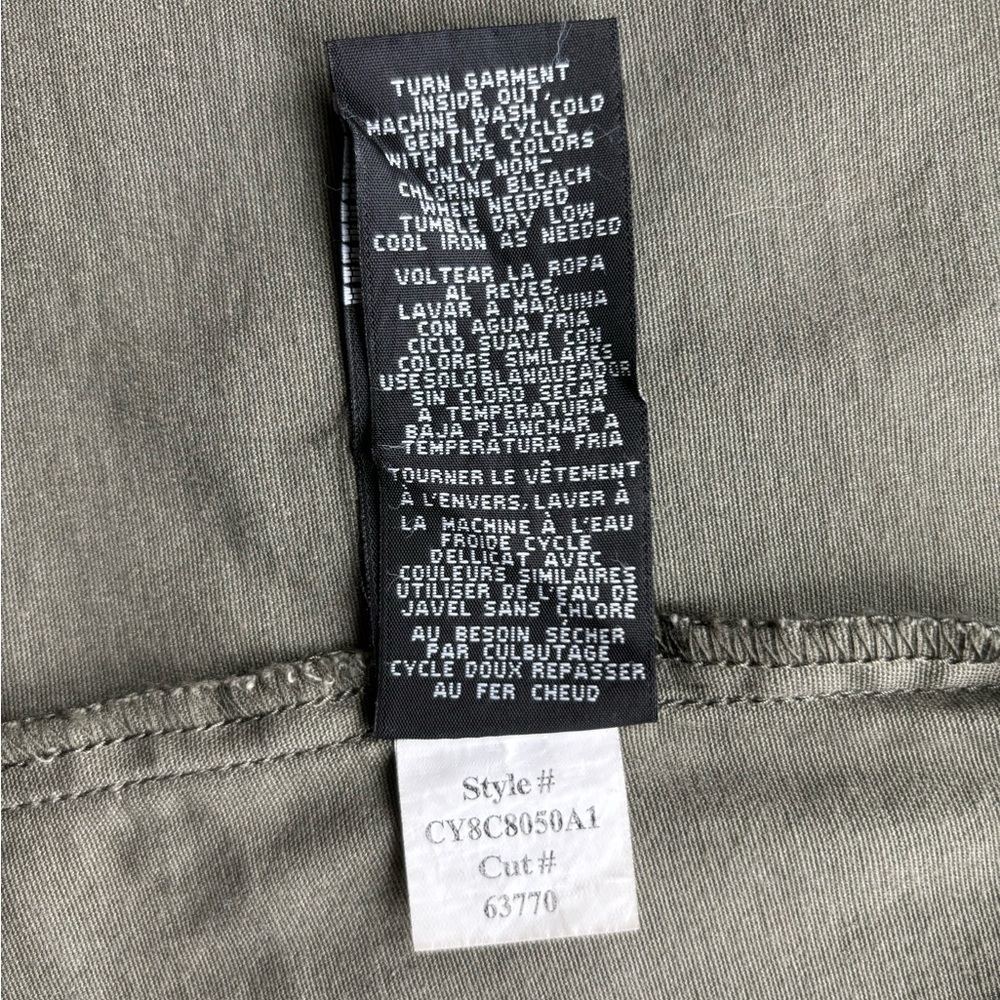 TURN GARMENT
INSIDE OUT,
MACHINE WASH COLD
GENTLE CYCLE
WITH LIKE COLORS
ONLY NON-
CHLORINE BLEACH
WHEN NEEDED
TUMBLE DRY LOW
COOL IRON AS NEEDED
VOLTEAR LA ROPA
AL REVES,
LAVAR A MAQUINA
CON AGUA FRIA
CICLO SUAVE CON
COLORES SIMILARES
USESOLOBLANQUEADOR
SIN CLORO SECAR
A TEMPERATURA
BAJA PLANCHAR A
TEMPERATURA FRIA
TOURNER LE VÊTEMENT
À L'ENVERS, LAVER À
LA MACHINE À L'EAU
FROIDE CYCLE
DELLICAT AVEC
COULEURS SIMILAIRES
UTILISER DE L'EAU DE
JAVEL SANS CHLORE
AU BESOIN SÉCHER
PAR CULBUTAGE
CYCLE DOUX REPASSER
AU FER CHEUD
Style #
CY8C8050A1
Cut#
63770